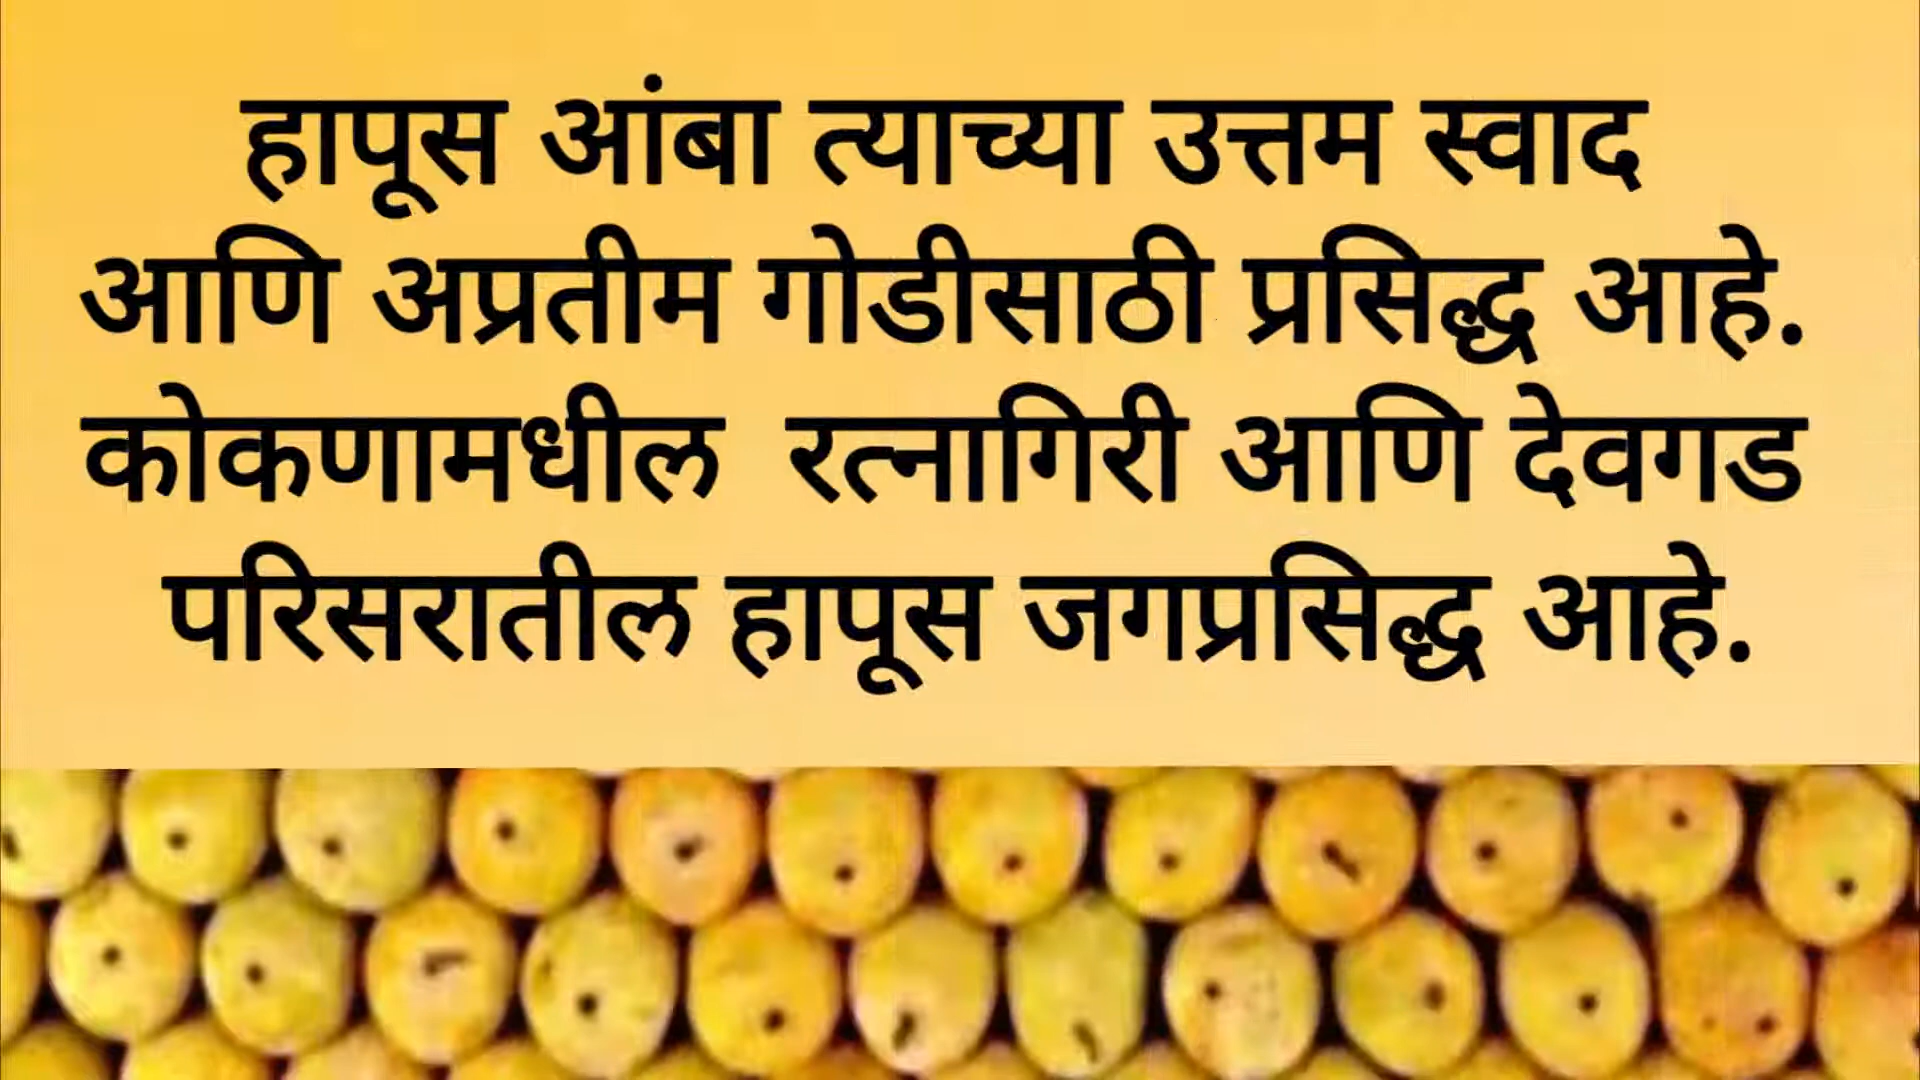 हापूस आंबा त्याच्या उत्तम स्वाद
आणि अप्रतीम गोडीसाठी प्रसिद्ध आहे.
कोकणामधील  रत्नागिरी आणि देवगड
परिसरातील हापूस जगप्रसिद्ध आहे.